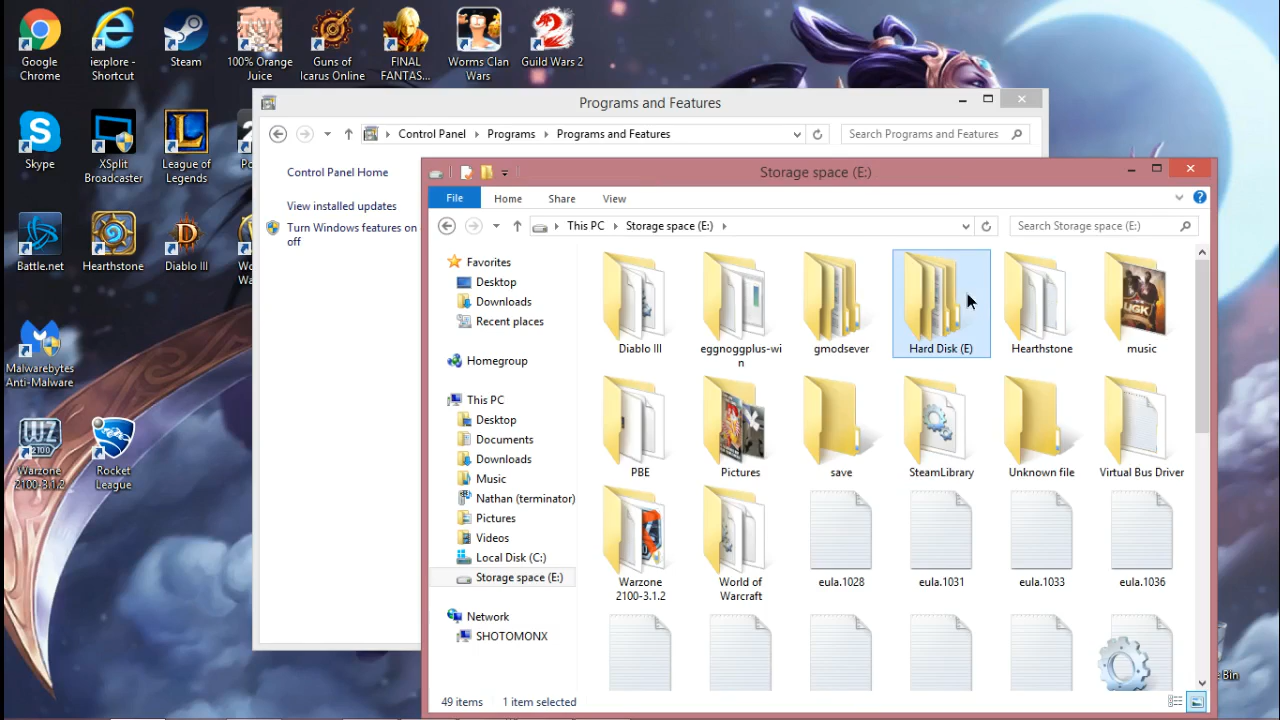 Google
Chrome
iexplore -
Shortcut
Steam
100% Orange
Juice
Guns of
Icarus Online
FINAL
FANTAS...
Worms Clan
Wars
Guild Wars 2
Skype
XSplit
Broadcaster
League of
Legends
Battle.net
Hearthstone
Diablo III
Malwarebytes
Anti-Malware
Warzone
2100-3.1.2
Rocket
League
Programs and Features
Control Panel
Programs
Programs and Features
Search Programs and Features
Control Panel Home
View installed updates
Turn Windows features on
off
Storage space (E:)
File
Home
Share
View
This PC
Storage space (E:)
Search Storage space (E:)
Favorites
Desktop
Downloads
Recent places
Homegroup
This PC
Desktop
Documents
Downloads
Music
Nathan (terminator)
Pictures
Videos
Local Disk (C:)
Storage space (E:)
Network
SHOTOMONX
Diablo III
eggnoggplus-wi
n
gmodsever
Hard Disk (E)
Hearthstone
music
PBE
Pictures
save
SteamLibrary
Unknown file
Virtual Bus Driver
Warzone
2100-3.1.2
World of
Warcraft
eula.1028
eula.1031
eula.1033
eula.1036
49 items
1 item selected
Bin